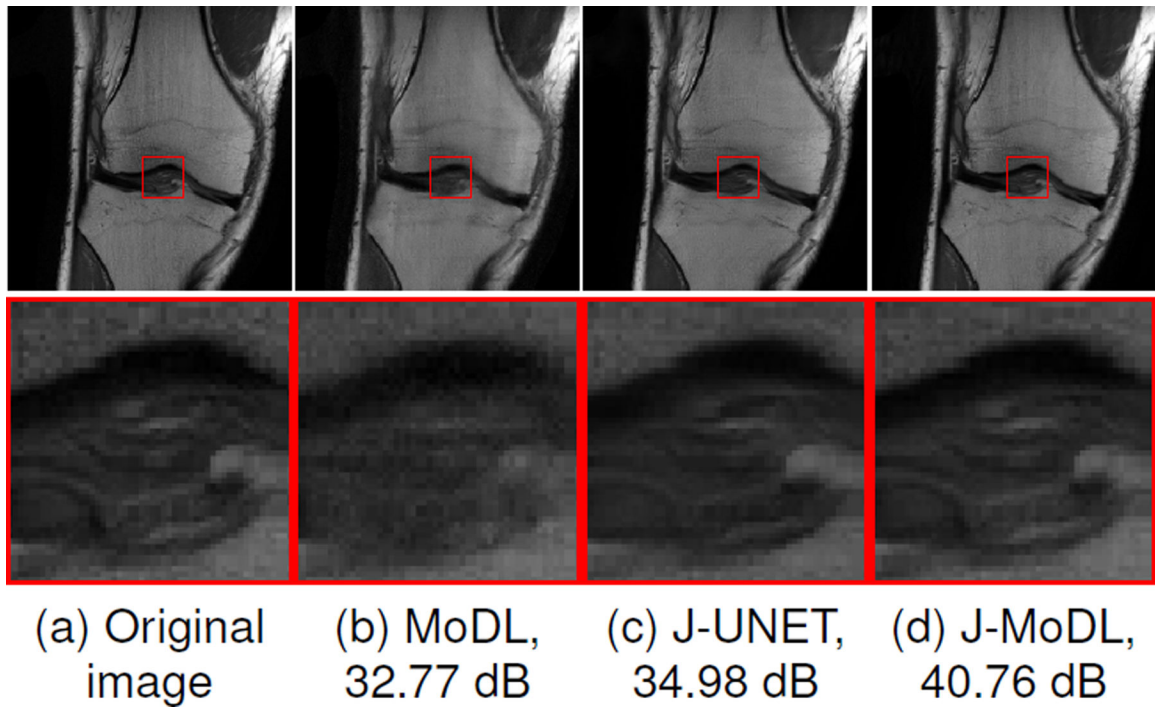 (a) Original image
(b) MoDL, 32.77 dB
(c) J-UNET, 34.98 dB
(d) J-MoDL, 40.76 dB